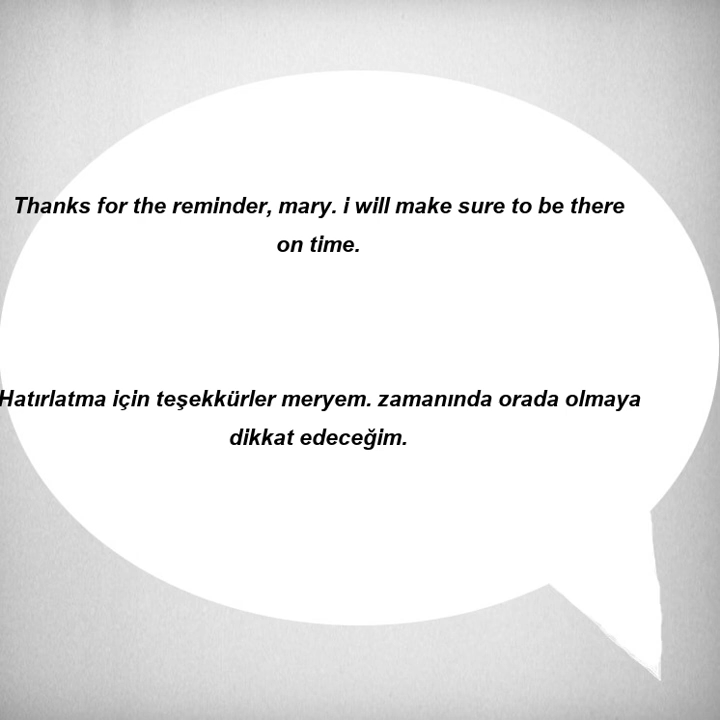 Thanks for the reminder, mary. i will make sure to be there
on time.
Hatırlatma için teşekkürler meryem. zamanında orada olmaya
dikkat edeceğim.